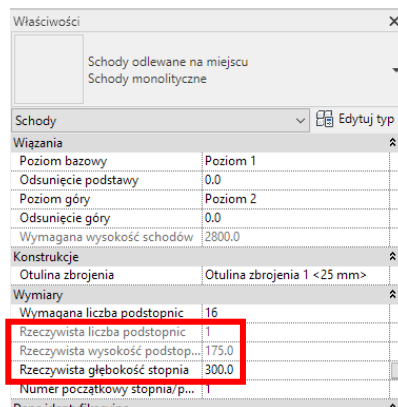 Właściwości
Schody odlewane na miejscu
Schody monolityczne
Schody Edytuj typ
Wiązania
Poziom bazowy Poziom 1
Odsunięcie podstawy 0.0
Poziom góry Poziom 2
Odsunięcie góry 0.0
Wymagana wysokość schodów 2800.0
Konstrukcje
Otulina zbrojenia Otulina zbrojenia 1 <25 mm>
Wymiary
Wymagana liczba podstopnic 16
Rzeczywista liczba podstopnic 1
Rzeczywista wysokość podstop... 175.0
Rzeczywista głębokość stopnia 300.0
Numer początkowy stopnia/p... 1